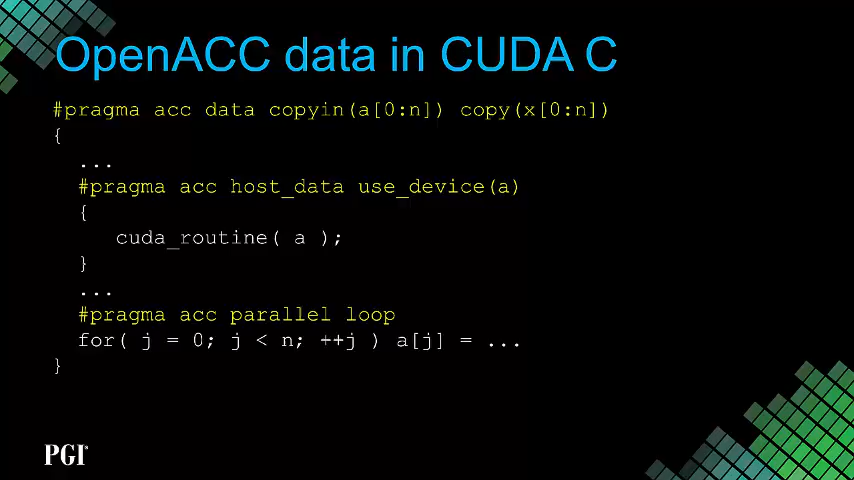 OpenACC data in CUDA C
#pragma acc data copyin(a[0:n]) copy(x[0:n])
{
...
#pragma acc host_data use_device(a)
{
cuda_routine( a );
}
...
#pragma acc parallel loop
for( j = 0; j < n; ++j ) a[j] = ...
}
PGI